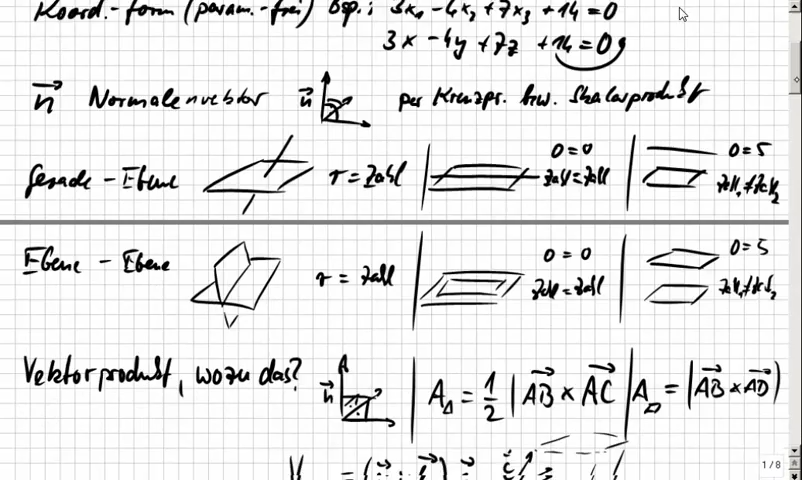 Koord.-form (param.-frei) Bsp.: 3x₁ -4x₂ +7x₃ +14 = 0
3x -4y +7z +14 = 0
n⃗ Normalenvektor n⃗ per Kreuzpr. bzw. Skalarprodukt
Gerade - Ebene r = Zahl | 0=0 | 0=5
Zahl = Zahl Zahl₁ ≠ Zahl₂
Ebene - Ebene r = Zahl | 0=0 | 0=5
Zahl = Zahl Zahl₁ ≠ Zahl₂
Vektorprodukt, wozu das? n⃗ | A△ = 1/2 | AB⃗ × AC⃗ | A▱ = | AB⃗ × AD⃗ |
1/8